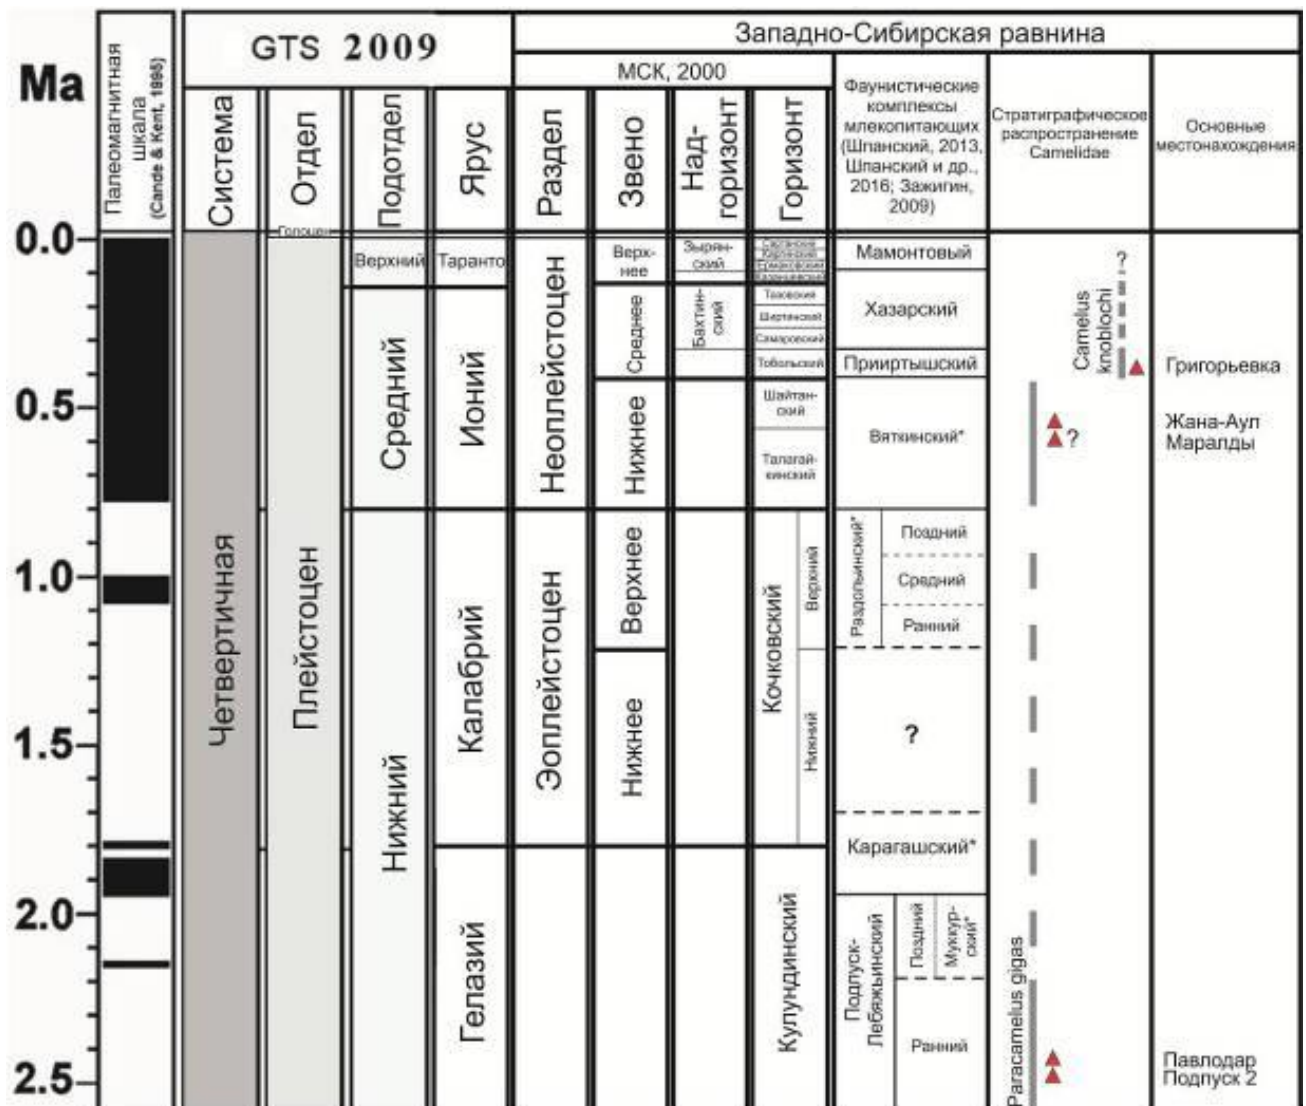 Ma
Палеомагнитная
шкала
(Cande & Kent, 1995)
GTS 2009
Западно-Сибирская равнина
МСК, 2000
Система
Отдел
Подотдел
Ярус
Раздел
Звено
Над-
горизонт
Горизонт
Фаунистические
комплексы
млекопитающих
(Шпанский, 2013,
Шпанский и др.,
2016; Зажигин,
2009)
Стратиграфическое
распространение
Camelidae
Основные
местонахождения
0.0
0.5
1.0
1.5
2.0
2.5
Четвертичная
Голоцен
Плейстоцен
Верхний
Средний
Нижний
Таранто
Ионий
Калабрий
Гелазий
Неоплейстоцен
Эоплейстоцен
Верх-
нее
Среднее
Нижнее
Верхнее
Нижнее
Зырян-
ский
Бахтин-
ский
Сартанский
Каргинский
Ермаковский
Казанцевский
Тазовский
Ширтинский
Самаровский
Тобольский
Шайтан-
ский
Талагай-
кинский
Кочковский
Верхний
Нижний
Кулундинский
Мамонтовый
Хазарский
Прииртышский
Вяткинский*
Раздольинский*
Поздний
Средний
Ранний
?
Карагашский*
Подпуск-
Лебяжьинский
Поздний
Муккур-
ский*
Ранний
?
Camelus
knoblochi
?
Paracamelus gigas
Григорьевка
Жана-Аул
Маралды
Павлодар
Подпуск 2